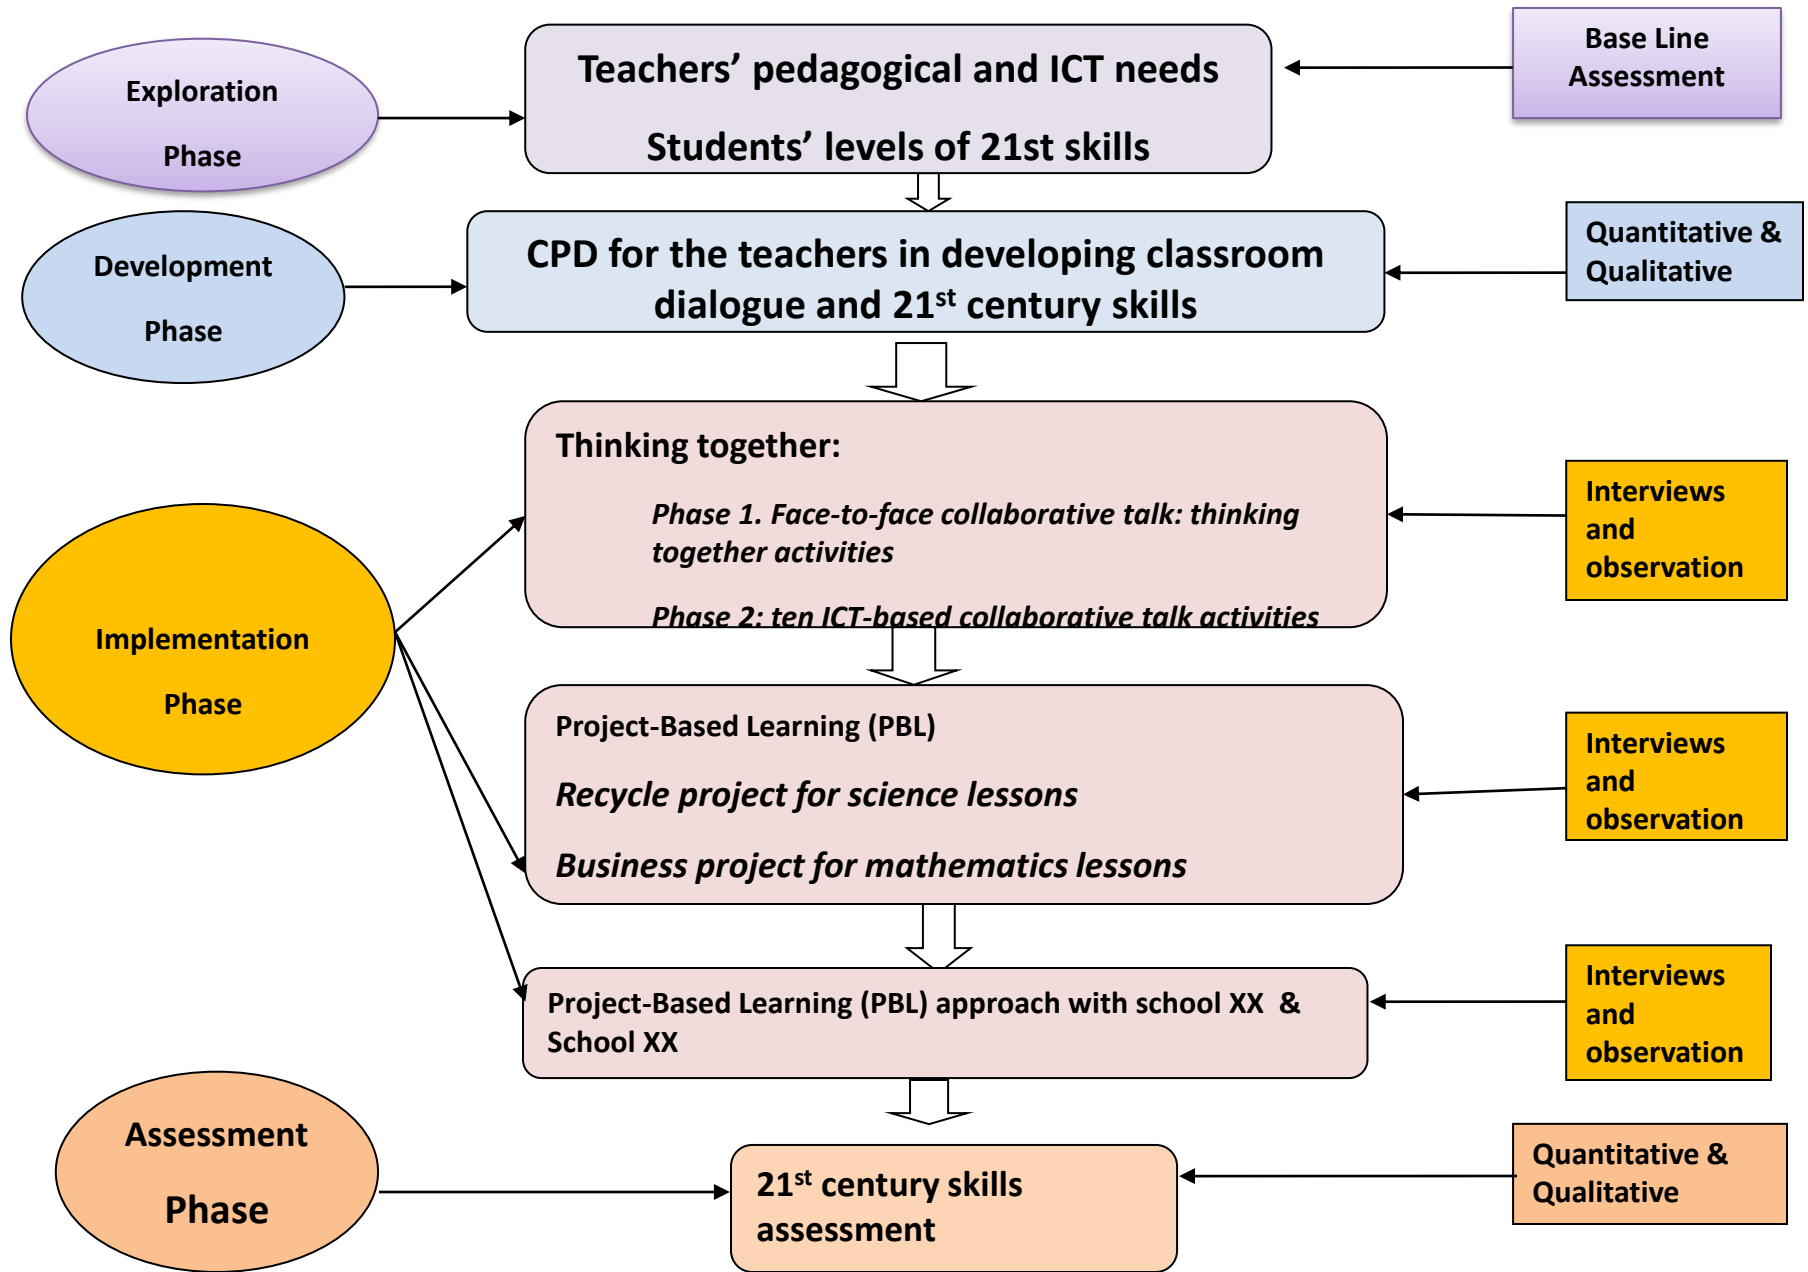 Exploration
Phase
Teachers’ pedagogical and ICT needs
Students’ levels of 21st skills
Base Line
Assessment
Development
Phase
CPD for the teachers in developing classroom
dialogue and 21st century skills
Quantitative &
Qualitative
Implementation
Phase
Thinking together:
Phase 1. Face-to-face collaborative talk: thinking
together activities
Phase 2: ten ICT-based collaborative talk activities
Interviews
and
observation
Project-Based Learning (PBL)
Recycle project for science lessons
Business project for mathematics lessons
Interviews
and
observation
Project-Based Learning (PBL) approach with school XX  &
School XX
Interviews
and
observation
Assessment
Phase
21st century skills
assessment
Quantitative &
Qualitative